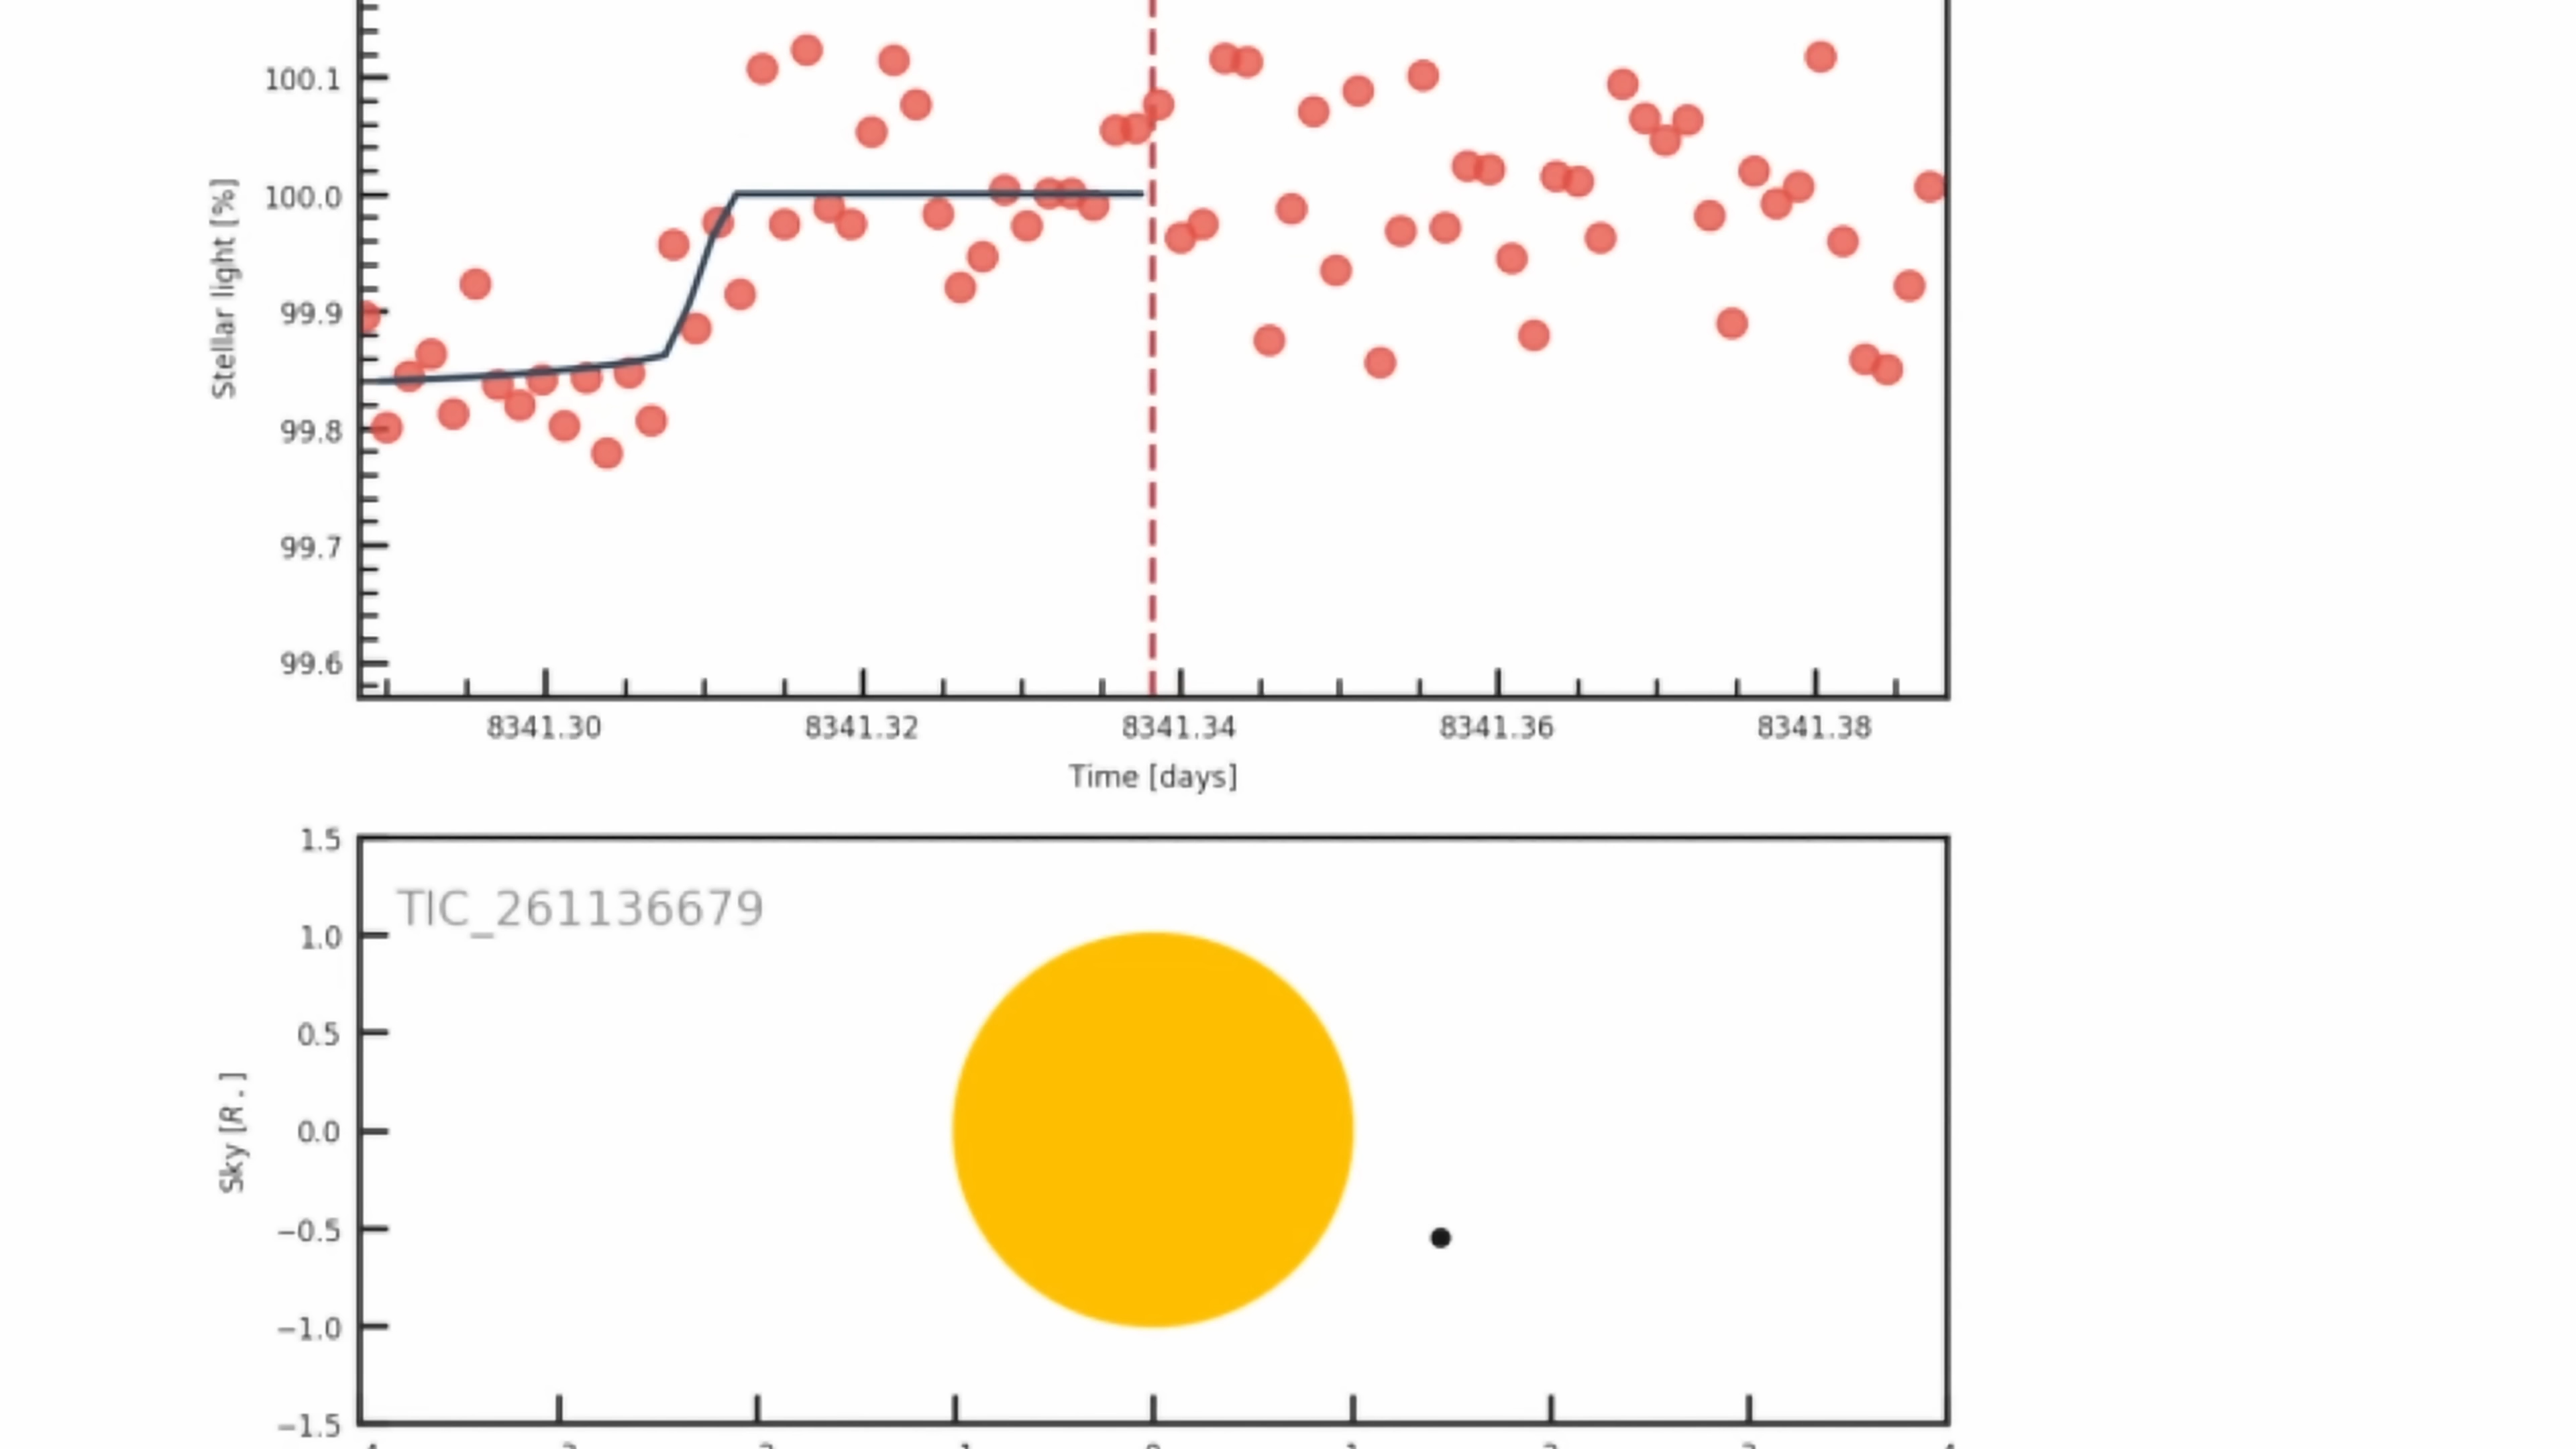 100.1
100.0
99.9
99.8
99.7
99.6
Stellar light [%]
8341.30 8341.32 8341.34 8341.36 8341.38
Time [days]
1.5
1.0
0.5
0.0
−0.5
−1.0
−1.5
Sky [R.]
TIC_261136679